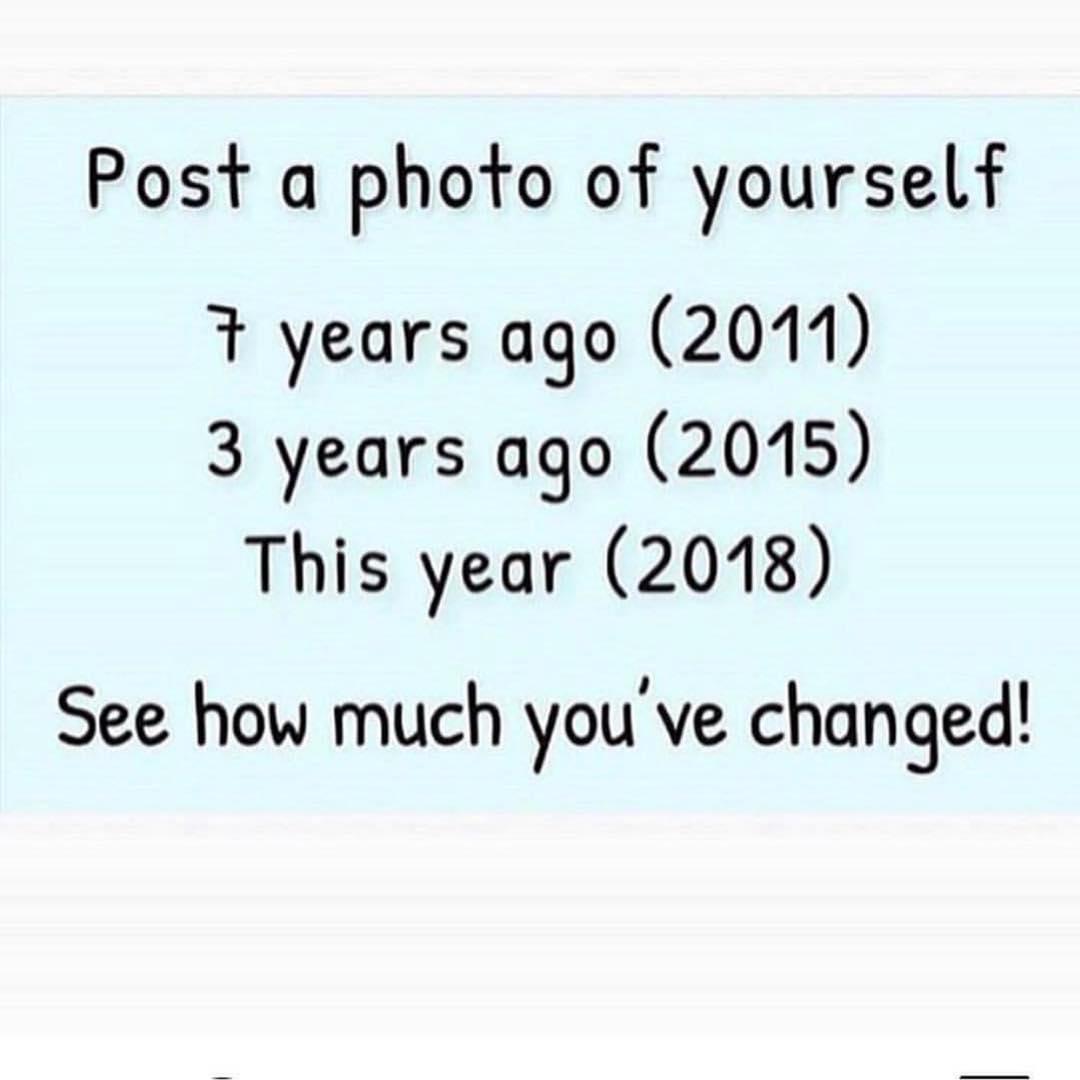 Post a photo of yourself
7 years ago (2011)
3 years ago (2015)
This year (2018)
See how much you've changed!